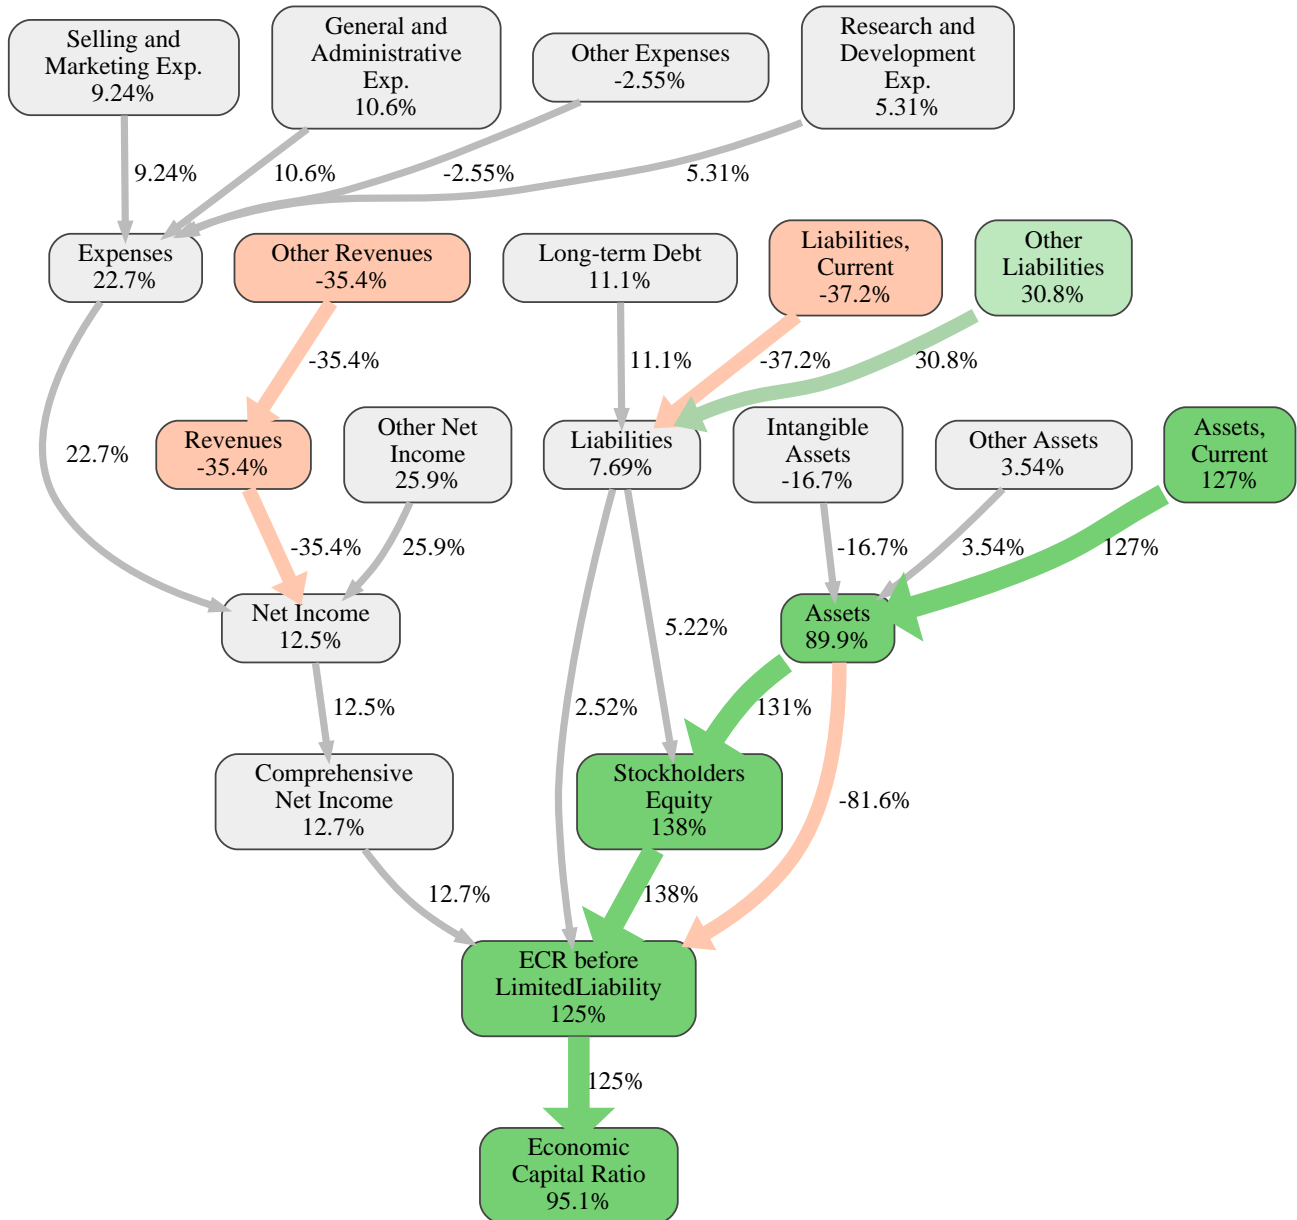 Selling and
Marketing Exp.
9.24%
General and
Administrative
Exp.
10.6%
Other Expenses
-2.55%
Research and
Development
Exp.
5.31%
9.24%
10.6%
-2.55%
5.31%
Expenses
22.7%
Other Revenues
-35.4%
Long-term Debt
11.1%
Liabilities,
Current
-37.2%
Other
Liabilities
30.8%
-35.4%
11.1%
-37.2%
30.8%
22.7%
Revenues
-35.4%
Other Net
Income
25.9%
Liabilities
7.69%
Intangible
Assets
-16.7%
Other Assets
3.54%
Assets,
Current
127%
-35.4%
25.9%
-16.7%
3.54%
127%
Net Income
12.5%
5.22%
Assets
89.9%
12.5%
2.52%
131%
-81.6%
Comprehensive
Net Income
12.7%
Stockholders
Equity
138%
12.7%
138%
ECR before
LimitedLiability
125%
125%
Economic
Capital Ratio
95.1%